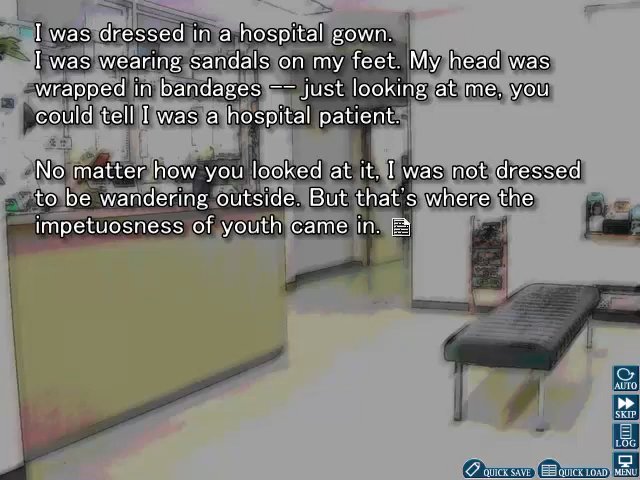 I was dressed in a hospital gown.
I was wearing sandals on my feet. My head was
wrapped in bandages -- just looking at me, you
could tell I was a hospital patient.
No matter how you looked at it, I was not dressed
to be wandering outside. But that's where the
impetuosness of youth came in.
AUTO
SKIP
LOG
QUICK SAVE QUICK LOAD MENU